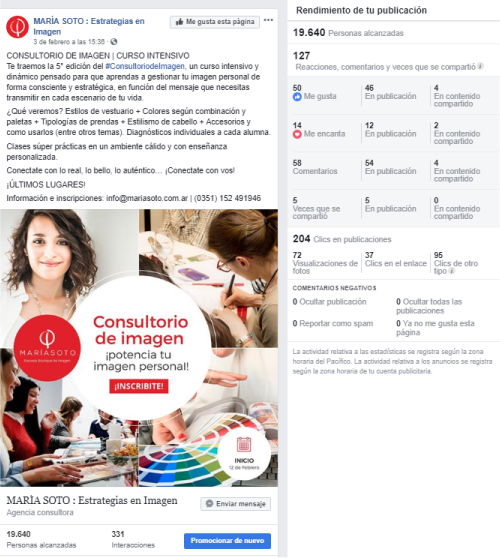 MARÍA SOTO : Estrategias en
Imagen
3 de febrero a las 15:36 ·
Me gusta esta página
CONSULTORIO DE IMAGEN | CURSO INTENSIVO
Te traemos la 5° edición del #ConsultoriodeImagen, un curso intensivo y
dinámico pensado para que aprendas a gestionar tu imagen personal de
forma consciente y estratégica, en función del mensaje que necesitas
transmitir en cada escenario de tu vida.
¿Qué veremos? Estilos de vestuario + Colores según combinación y
paletas + Tipologías de prendas + Estilismo de cabello + Accesorios y
como usarlos (entre otros temas). Diagnósticos individuales a cada alumna.
Clases súper prácticas en un ambiente cálido y con enseñanza
personalizada.
Conectate con lo real, lo bello, lo auténtico… ¡Conectate con vos!
¡ÚLTIMOS LUGARES!
Información e inscripciones: info@mariasoto.com.ar | (0351) 152 491946
MARÍASOTO
Escuela Boutique de Imagen
Consultorio
de imagen
¡potencia tu
imagen personal!
¡INSCRIBITE!
INICIO
12 de Febrero
MARÍA SOTO : Estrategias en Imagen
Agencia consultora
Enviar mensaje
19.640
Personas alcanzadas
331
Interacciones
Promocionar de nuevo
Rendimiento de tu publicación
19.640 Personas alcanzadas
127
Reacciones, comentarios y veces que se compartió
50
Me gusta
46
En publicación
4
En contenido
compartido
14
Me encanta
12
En publicación
2
En contenido
compartido
58
Comentarios
54
En publicación
4
En contenido
compartido
5
Veces que se
compartió
5
En publicación
0
En contenido
compartido
204 Clics en publicaciones
72
Visualizaciones de
fotos
37
Clics en el enlace
95
Clics de otro
tipo
COMENTARIOS NEGATIVOS
0 Ocultar publicación
0 Ocultar todas las
publicaciones
0 Reportar como spam
0 Ya no me gusta esta
página
La actividad relativa a las estadísticas se registra según la zona
horaria del Pacífico. La actividad relativa a los anuncios se registra
según la zona horaria de tu cuenta publicitaria.